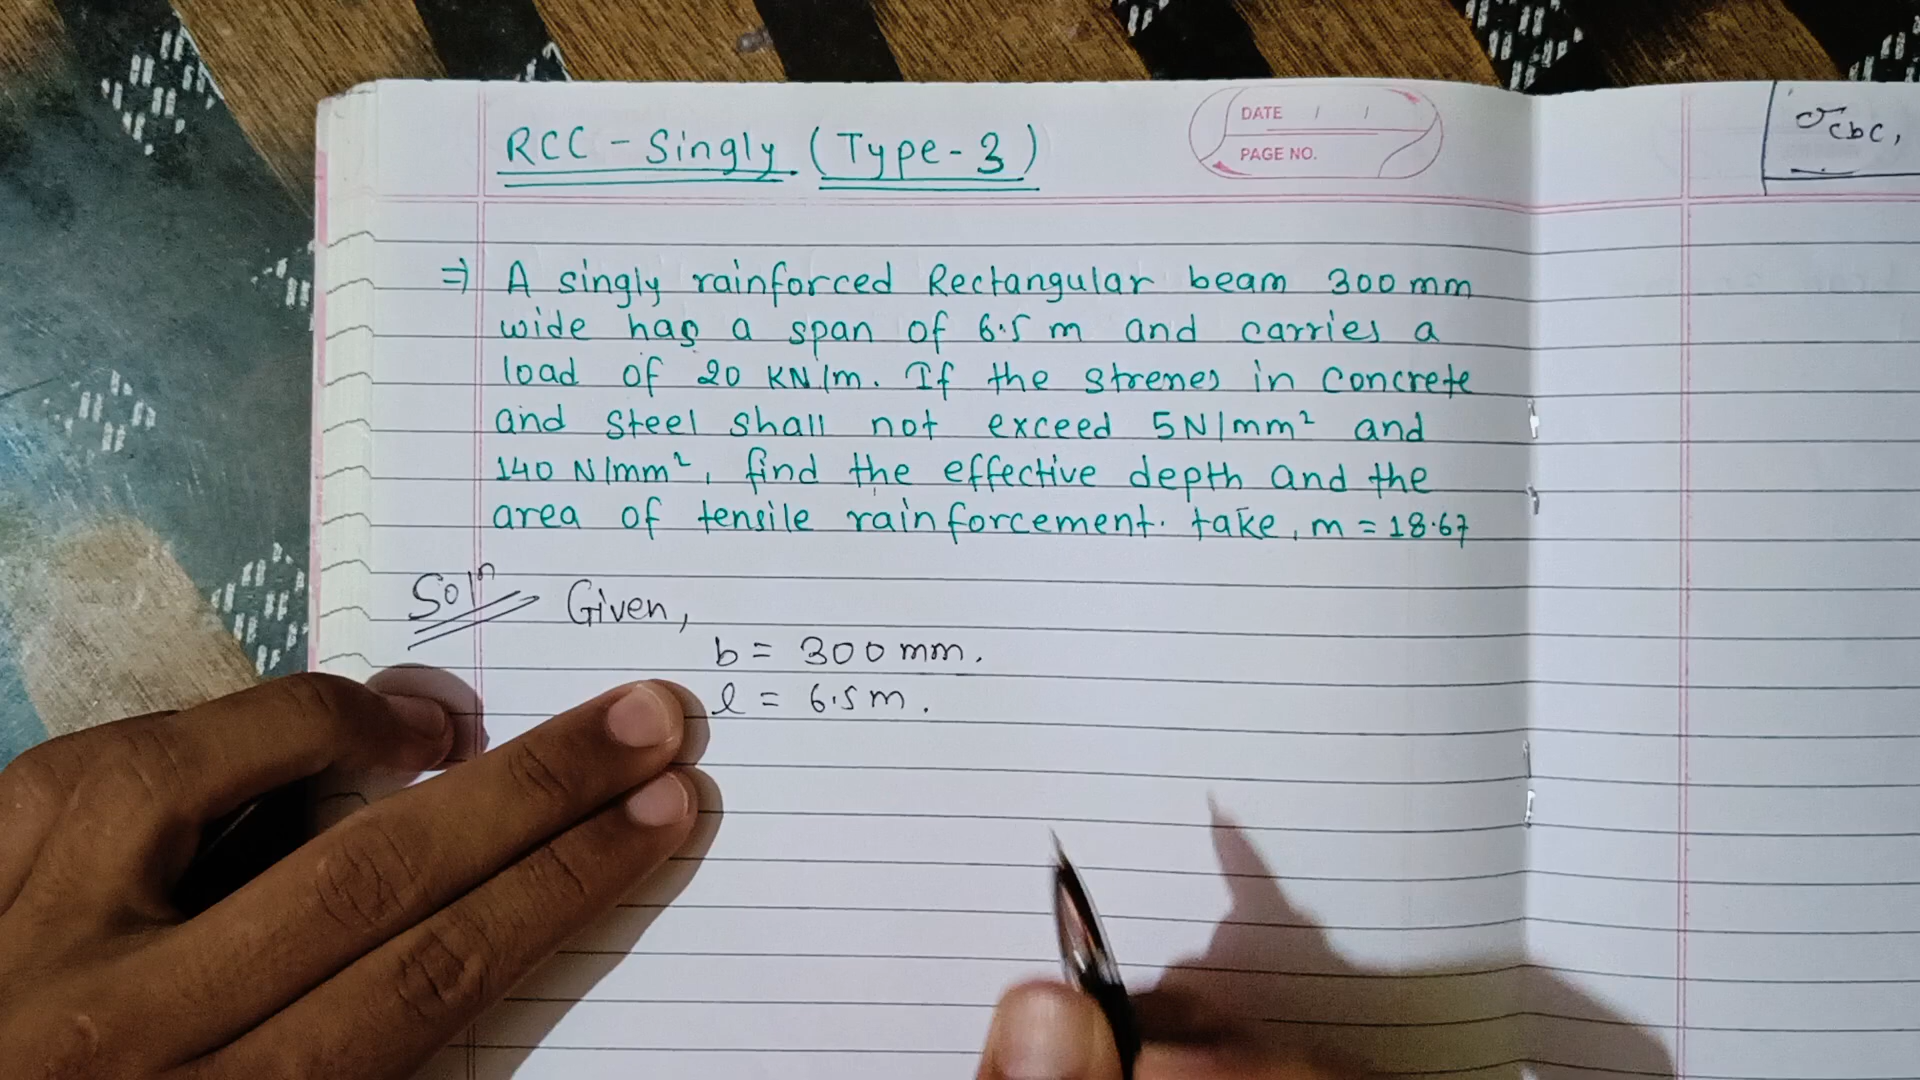 RCC - Singly (Type-3)
DATE / /
PAGE NO.
σcbc,
⇒ A singly rainforced Rectangular beam 300 mm
wide has a span of 6.5 m and carries a
load of 20 KN/m. If the stresses in concrete
and steel shall not exceed 5N/mm² and
140 N/mm², find the effective depth and the
area of tensile rainforcement. take, m = 18.67
Solⁿ Given,
b = 300 mm.
l = 6.5 m.